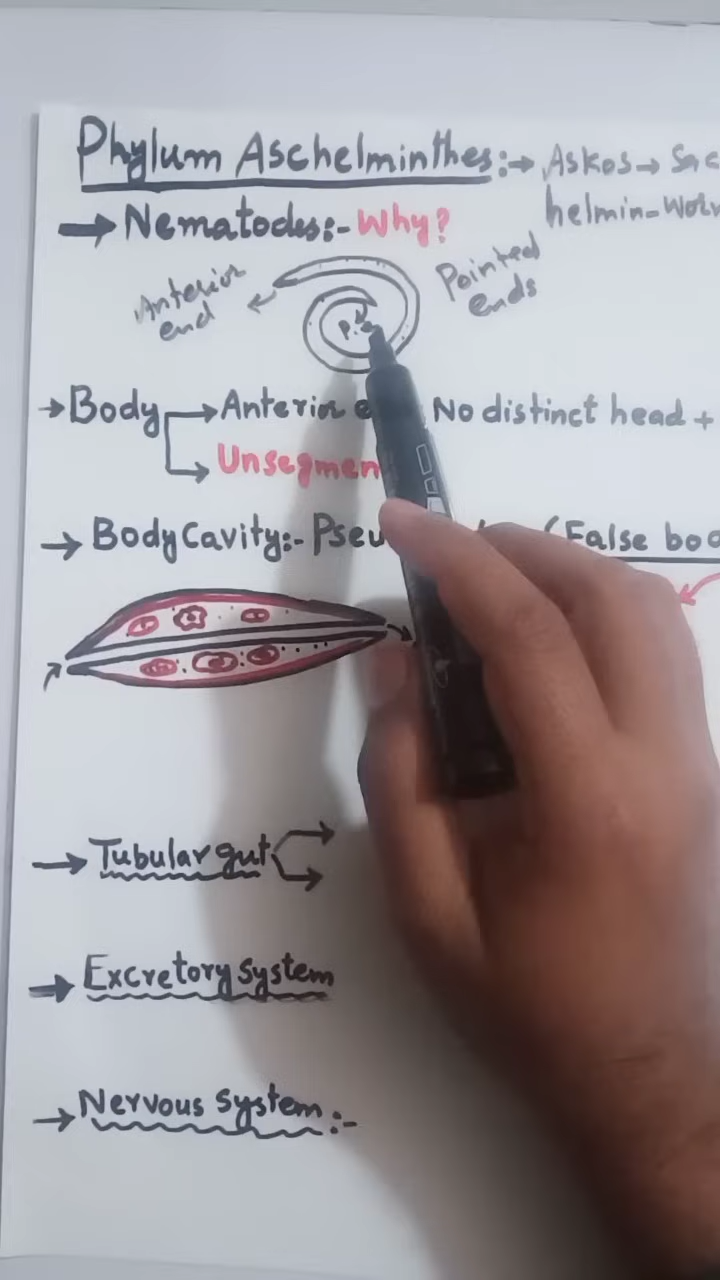 Phylum Aschelminthes:→ Askos→ Sac
→ Nematodes:- Why? helmin-Wor
Anterior end
Pointed ends
P.
→Body →Anterior e No distinct head +
→Unsegmen
→ Body Cavity:- Pseu (False bo
→ Tubular gut
→ Excretory system
→ Nervous system:-